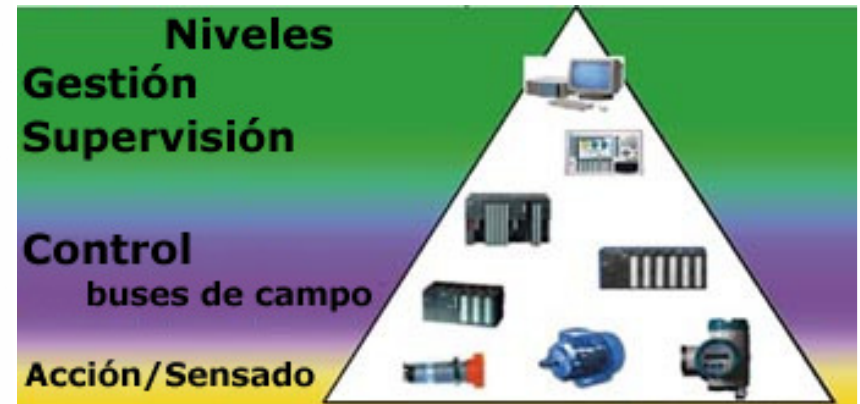 Niveles
Gestión
Supervisión
Control
buses de campo
Acción/Sensado